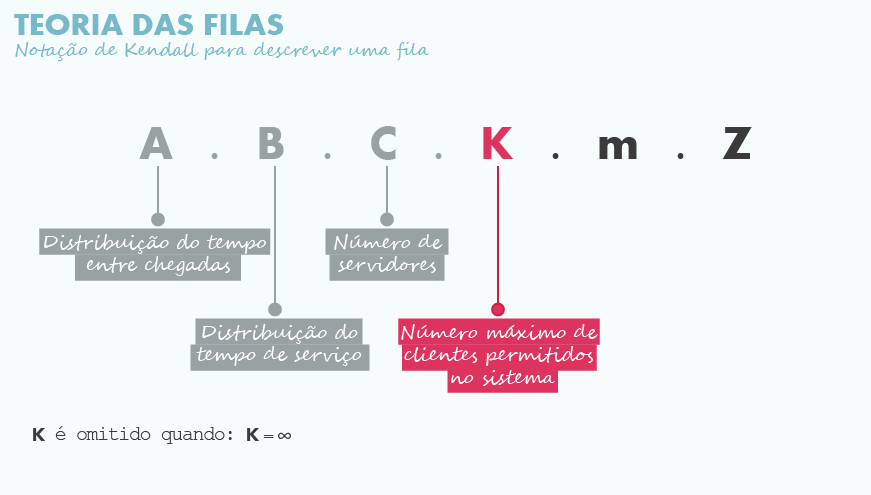 TEORIA DAS FILAS
Notação de Kendall para descrever uma fila
A . B . C . K . m . Z
Distribuição do tempo
entre chegadas
Número de
servidores
Distribuição do
tempo de serviço
Número máximo de
clientes permitidos
no sistema
K é omitido quando: K = ∞